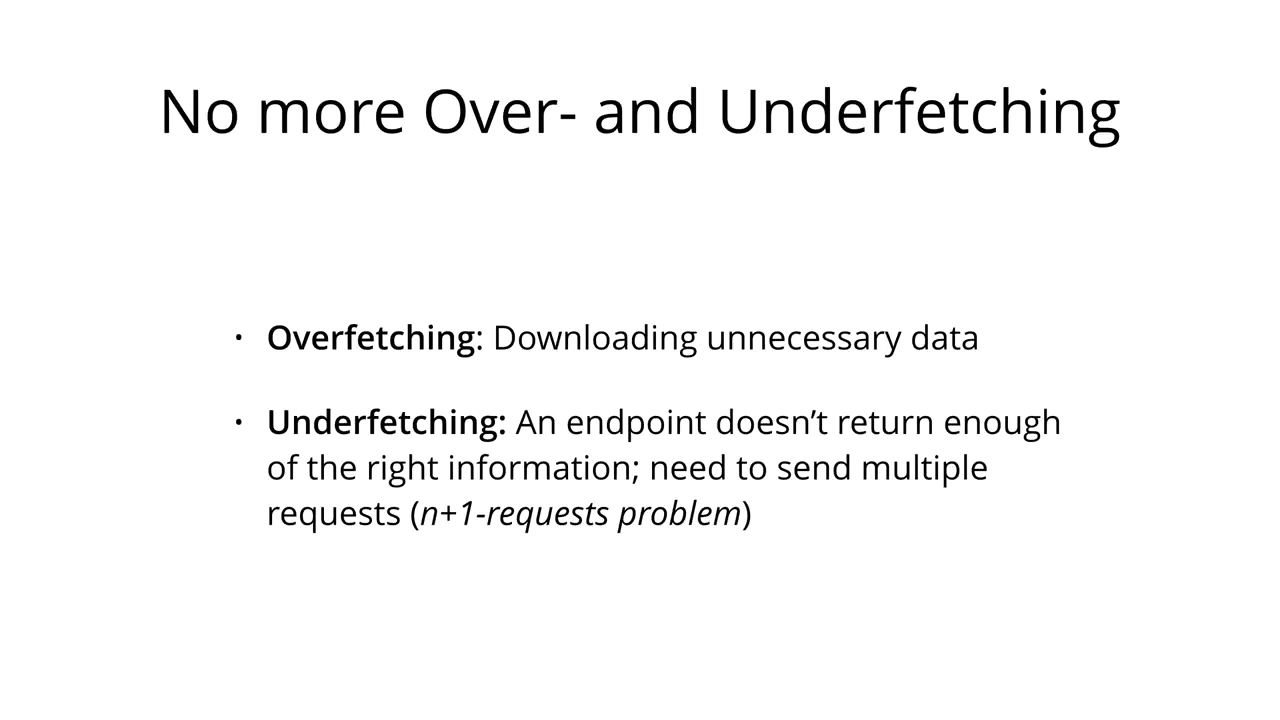 No more Over- and Underfetching
• Overfetching: Downloading unnecessary data
• Underfetching: An endpoint doesn’t return enough
of the right information; need to send multiple
requests (n+1-requests problem)